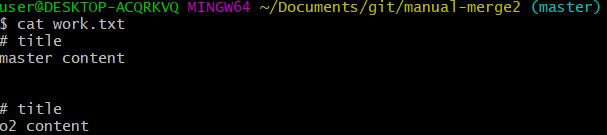 user@DESKTOP-ACQRKVQ MINGW64 ~/Documents/git/manual-merge2 (master)
$ cat work.txt
# title
master content
# title
o2 content